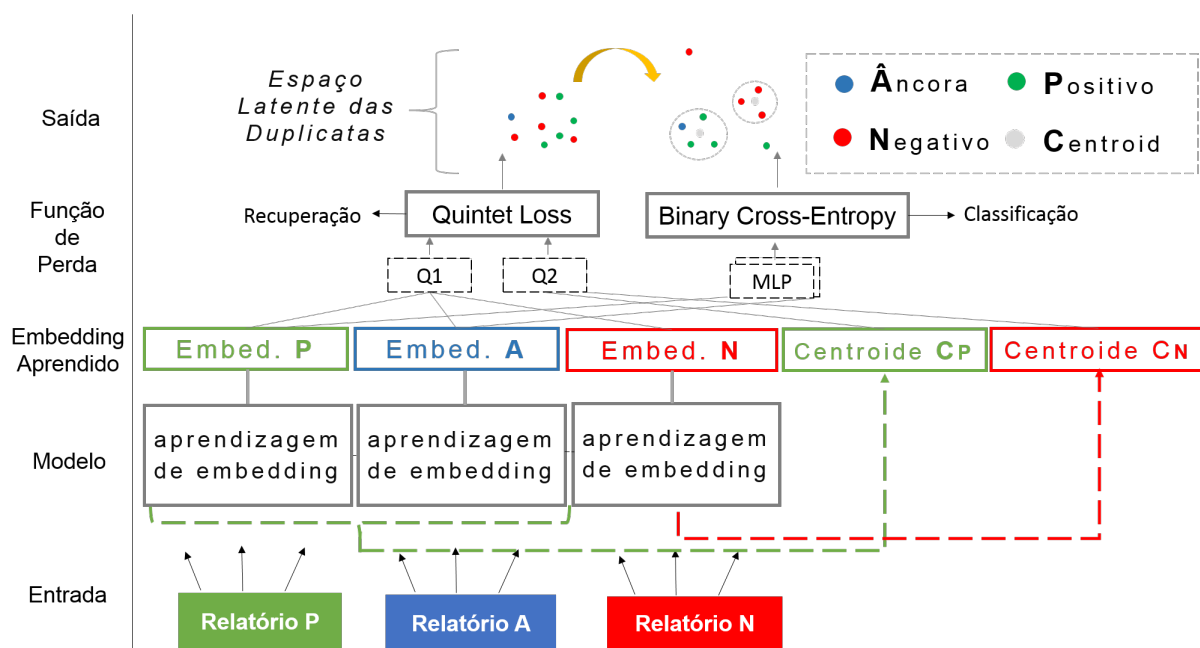 Saída
Espaço
Latente das
Duplicatas
Âncora
Positivo
Negativo
Centroid
Função
de
Perda
Recuperação
Quintet Loss
Binary Cross-Entropy
Classificação
Q1
Q2
MLP
Embedding
Aprendido
Embed. P
Embed. A
Embed. N
Centroide CP
Centroide CN
Modelo
aprendizagem
de embedding
aprendizagem
de embedding
aprendizagem
de embedding
Entrada
Relatório P
Relatório A
Relatório N